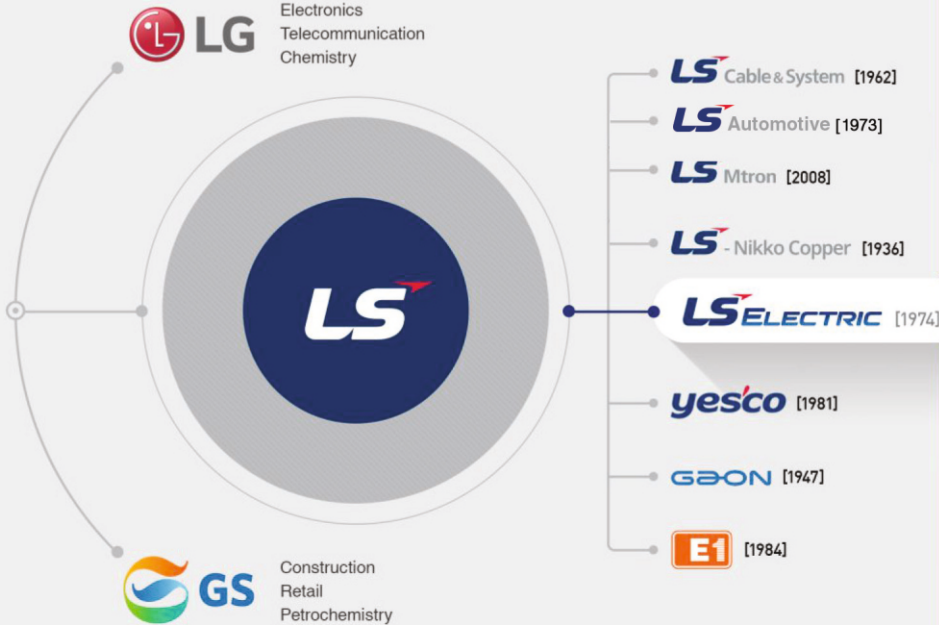 LG
Electronics
Telecommunication
Chemistry
LS
LS Cable & System [1962]
LS Automotive [1973]
LS Mtron [2008]
LS - Nikko Copper [1936]
LS ELECTRIC [1974]
yesco [1981]
GAON [1947]
E1 [1984]
GS
Construction
Retail
Petrochemistry